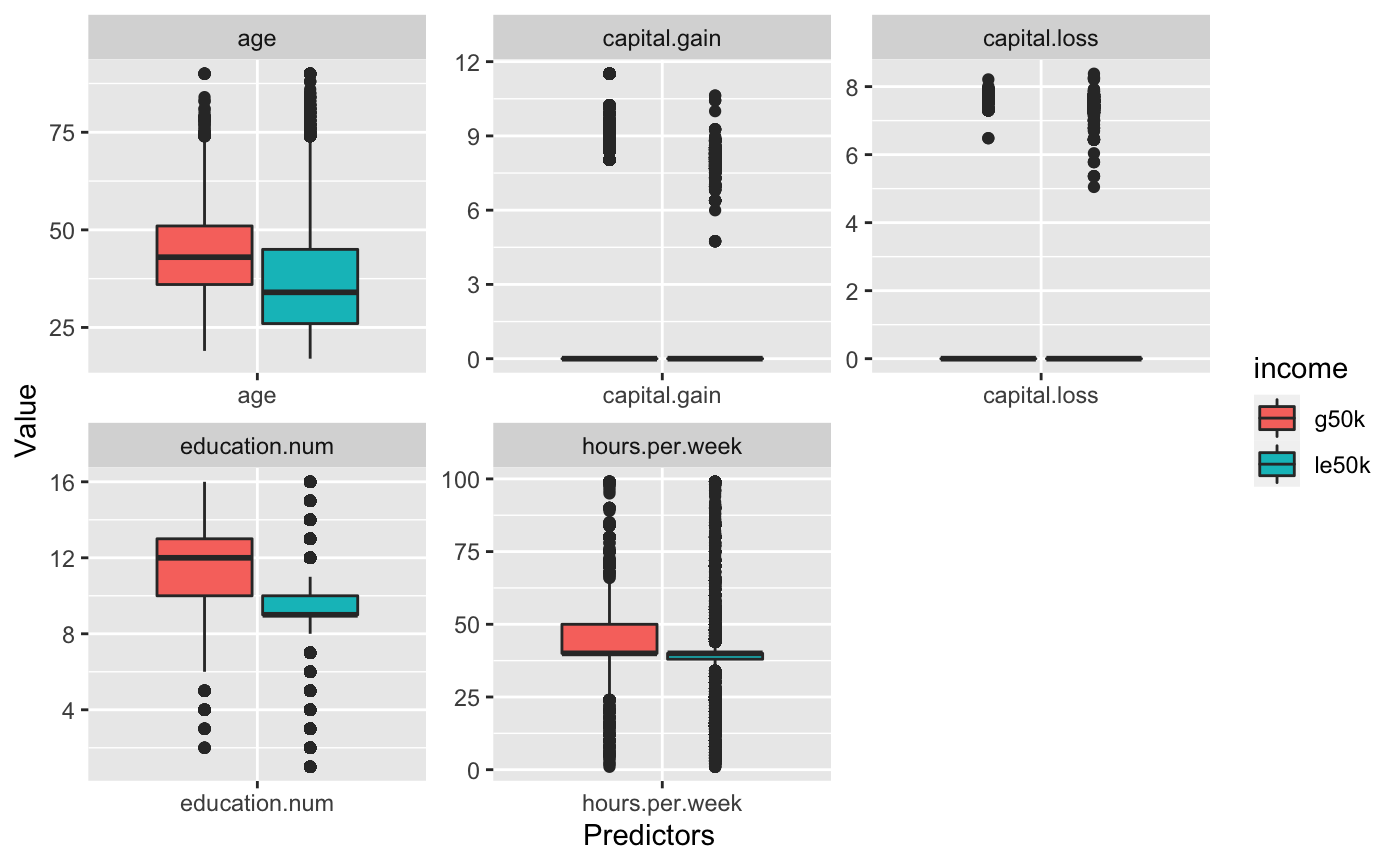 age
capital.gain
capital.loss
75
50
25
12
9
6
3
0
8
6
4
2
0
age
capital.gain
capital.loss
Value
education.num
hours.per.week
16
12
8
4
100
75
50
25
0
education.num
hours.per.week
Predictors
income
g50k
le50k